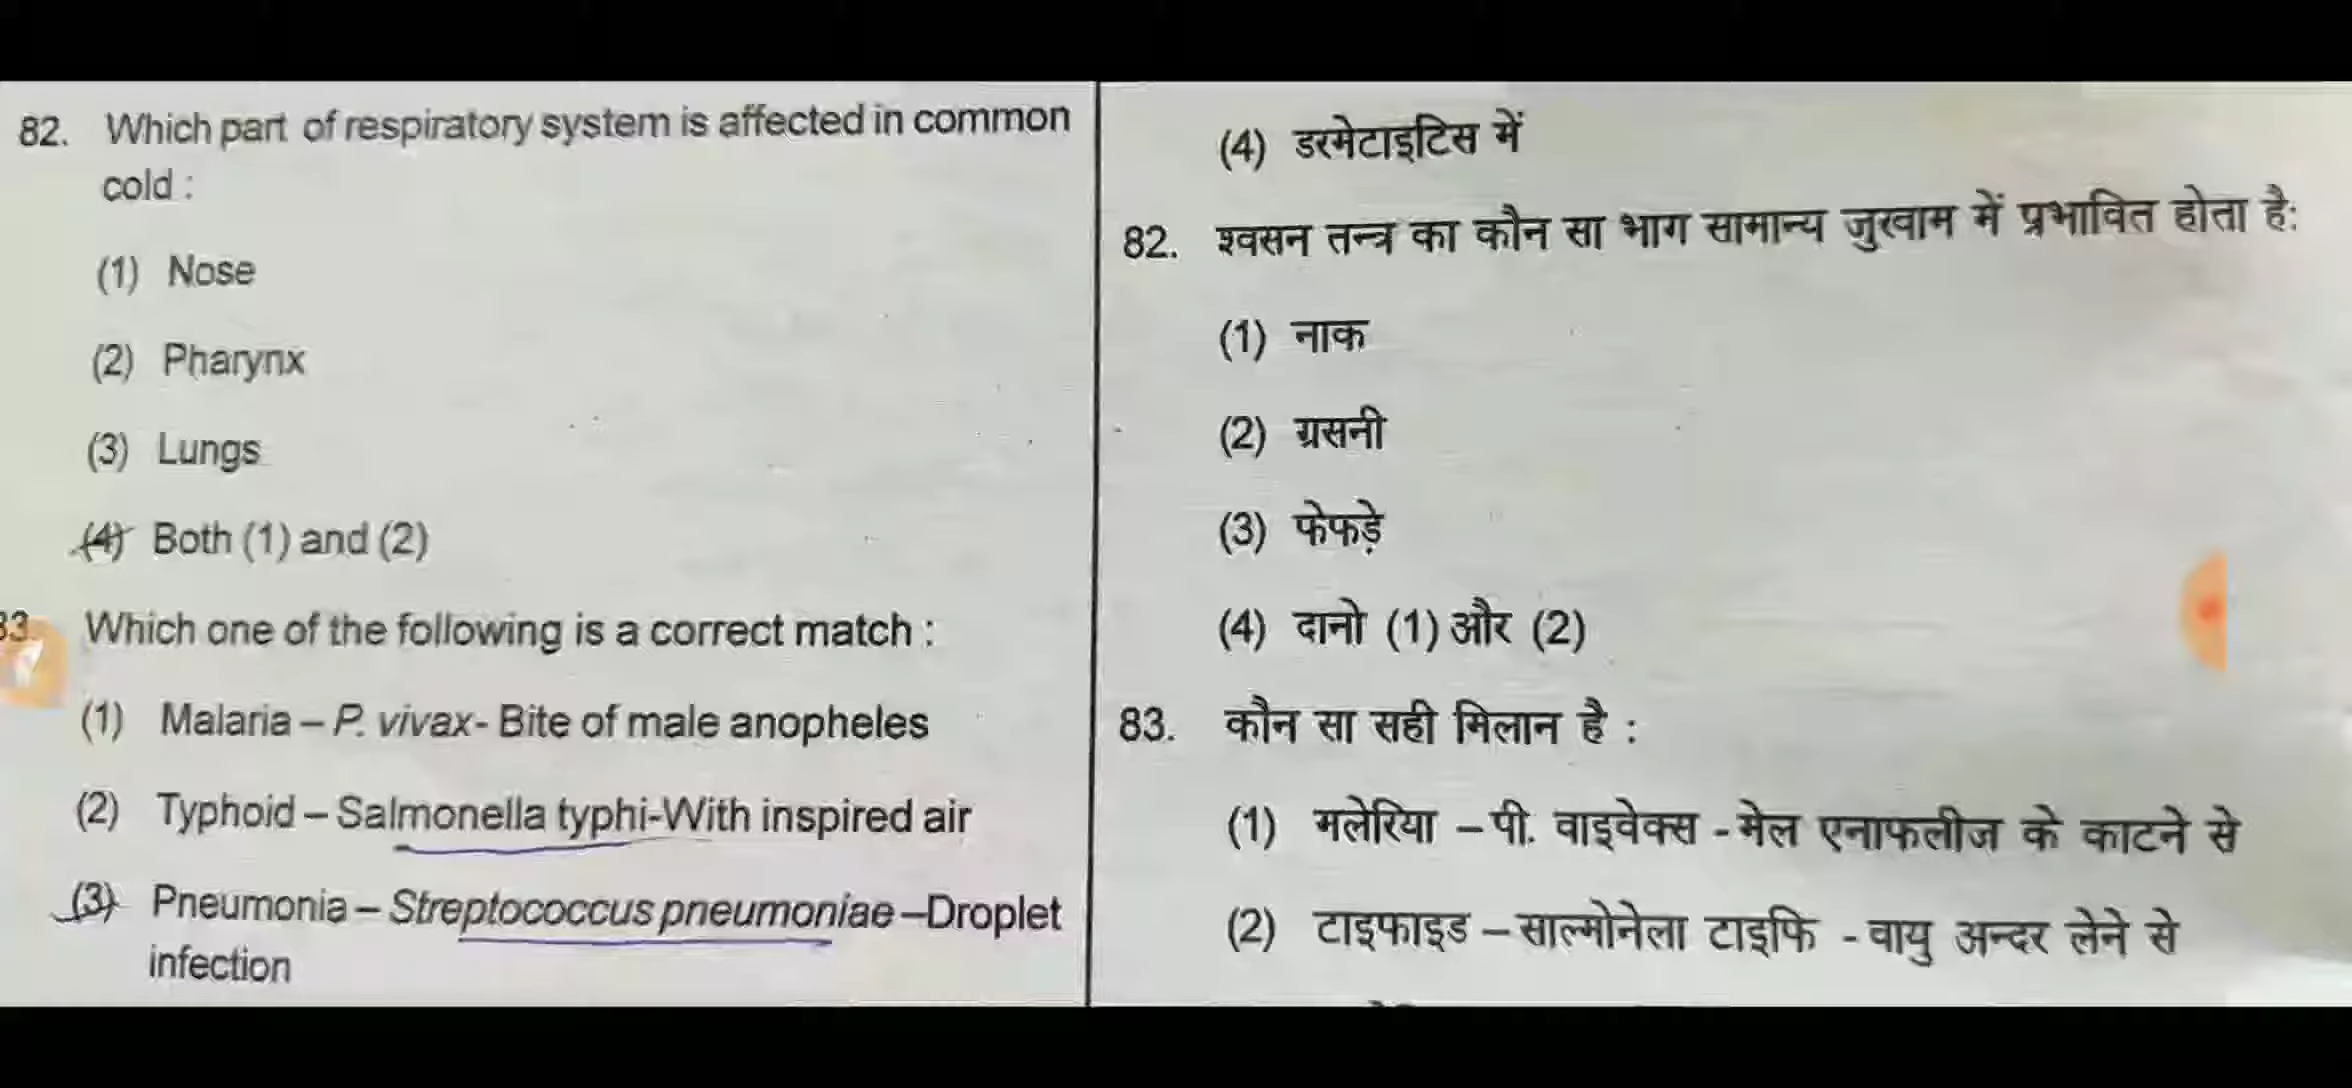 82. Which part of respiratory system is affected in common
cold :
(1) Nose
(2) Pharynx
(3) Lungs
(4) Both (1) and (2)
83. Which one of the following is a correct match :
(1) Malaria – P. vivax- Bite of male anopheles
(2) Typhoid – Salmonella typhi-With inspired air
(3) Pneumonia – Streptococcus pneumoniae –Droplet
infection
(4) डरमेटाइटिस में
82. श्वसन तन्त्र का कौन सा भाग सामान्य जुखाम में प्रभावित होता है:
(1) नाक
(2) ग्रसनी
(3) फेफड़े
(4) दानो (1) और (2)
83. कौन सा सही मिलान है :
(1) मलेरिया – पी. वाइवेक्स - मेल एनाफलीज के काटने से
(2) टाइफाइड – साल्मोनेला टाइफि - वायु अन्दर लेने से